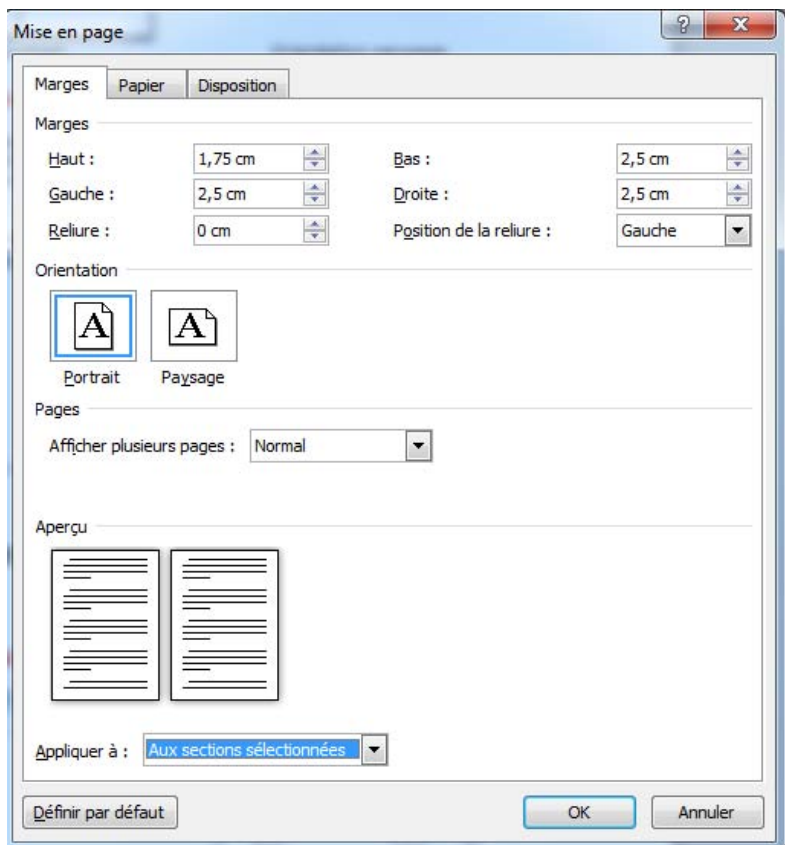 Mise en page
Marges Papier Disposition
Marges
Haut : 1,75 cm Bas : 2,5 cm
Gauche : 2,5 cm Droite : 2,5 cm
Reliure : 0 cm Position de la reliure : Gauche
Orientation
A A
Portrait Paysage
Pages
Afficher plusieurs pages : Normal
Aperçu
Appliquer à : Aux sections sélectionnées
Définir par défaut OK Annuler